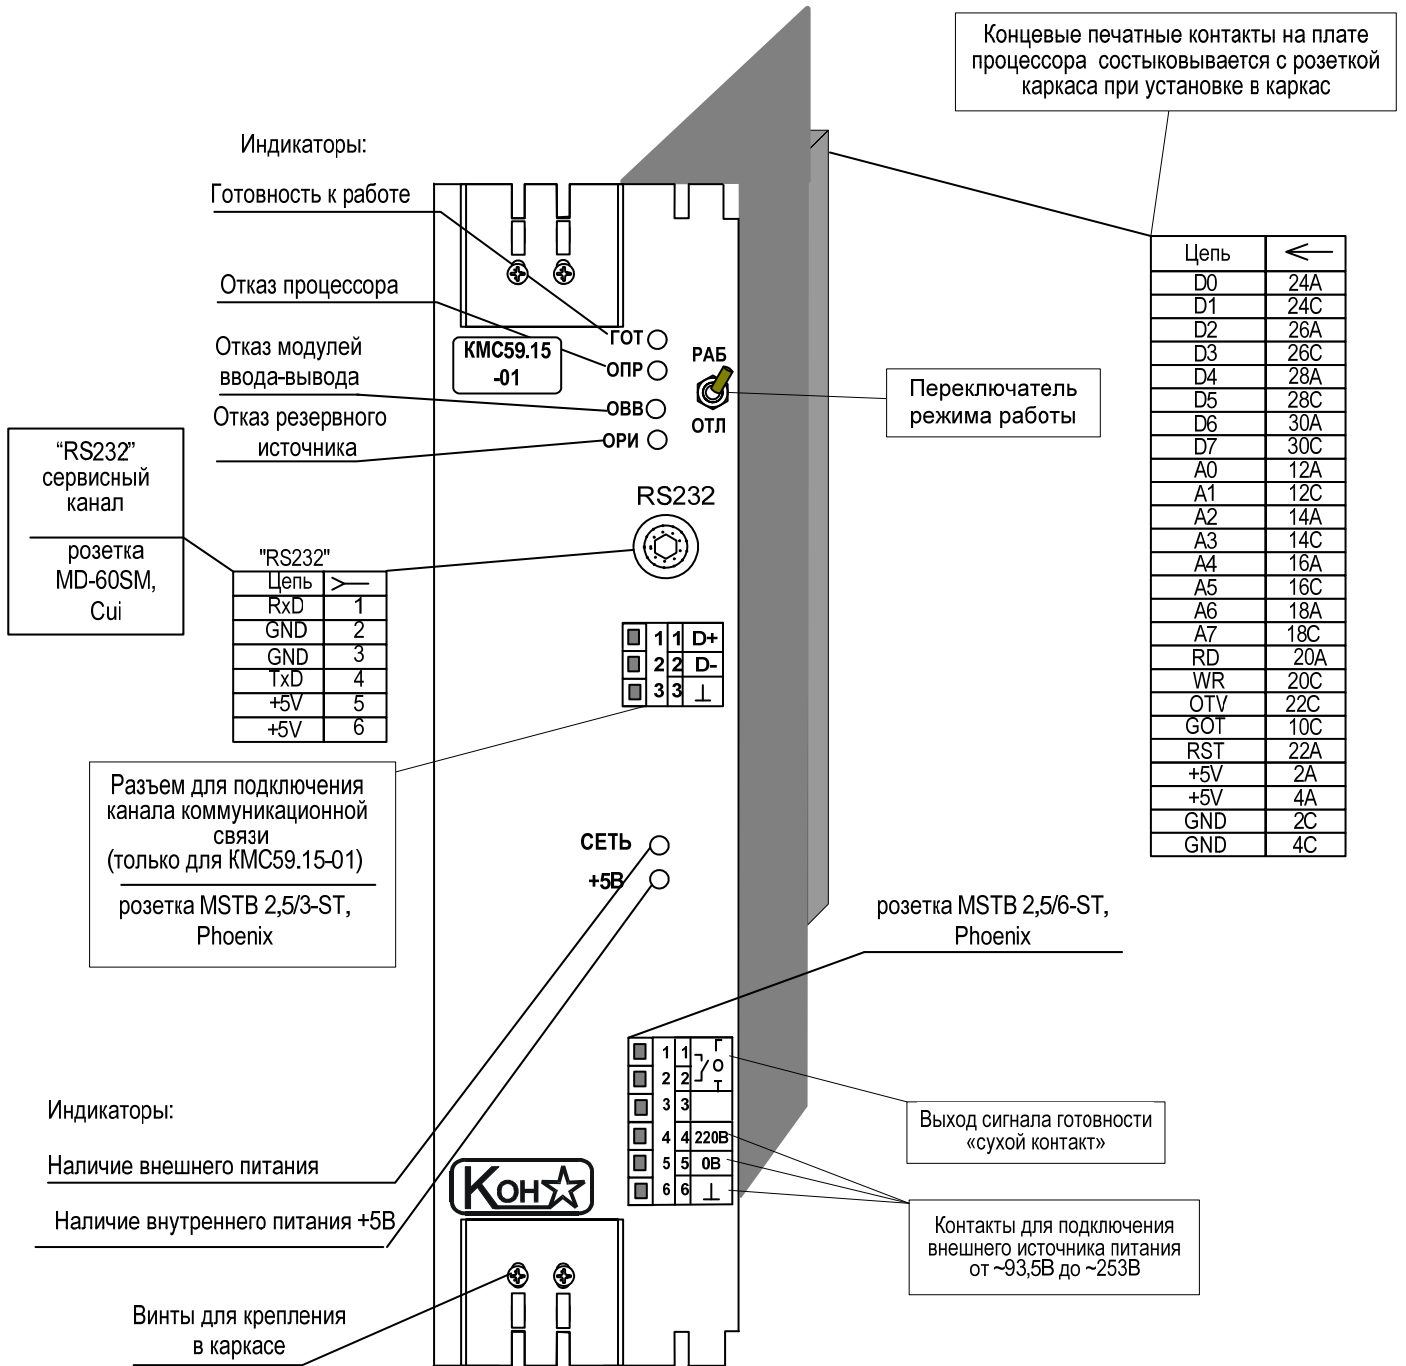 Концевые печатные контакты на плате
процессора состыковывается с розеткой
каркаса при установке в каркас
Индикаторы:
Готовность к работе
Отказ процессора
Отказ модулей
ввода-вывода
Отказ резервного
источника
КМС59.15
-01
ГОТ
ОПР
ОВВ
ОРИ
РАБ
ОТЛ
Переключатель
режима работы
"RS232"
сервисный
канал
розетка
MD-60SM,
Cui
RS232
"RS232"
Цепь
RxD 1
GND 2
GND 3
TxD 4
+5V 5
+5V 6
1 1 D+
2 2 D-
3 3
Разъем для подключения
канала коммуникационной
связи
(только для КМС59.15-01)
розетка MSTB 2,5/3-ST,
Phoenix
СЕТЬ
+5В
розетка MSTB 2,5/6-ST,
Phoenix
1 1
2 2
3 3
4 4 220В
5 5 0В
6 6
Г
О
Т
Выход сигнала готовности
«сухой контакт»
Контакты для подключения
внешнего источника питания
от ~93,5В до ~253В
Индикаторы:
Наличие внешнего питания
Наличие внутреннего питания +5В
Кон
Винты для крепления
в каркасе
Цепь
D0 24A
D1 24C
D2 26A
D3 26C
D4 28A
D5 28C
D6 30A
D7 30C
A0 12A
A1 12C
A2 14A
A3 14C
A4 16A
A5 16C
A6 18A
A7 18C
RD 20A
WR 20C
OTV 22C
GOT 10C
RST 22A
+5V 2A
+5V 4A
GND 2C
GND 4C